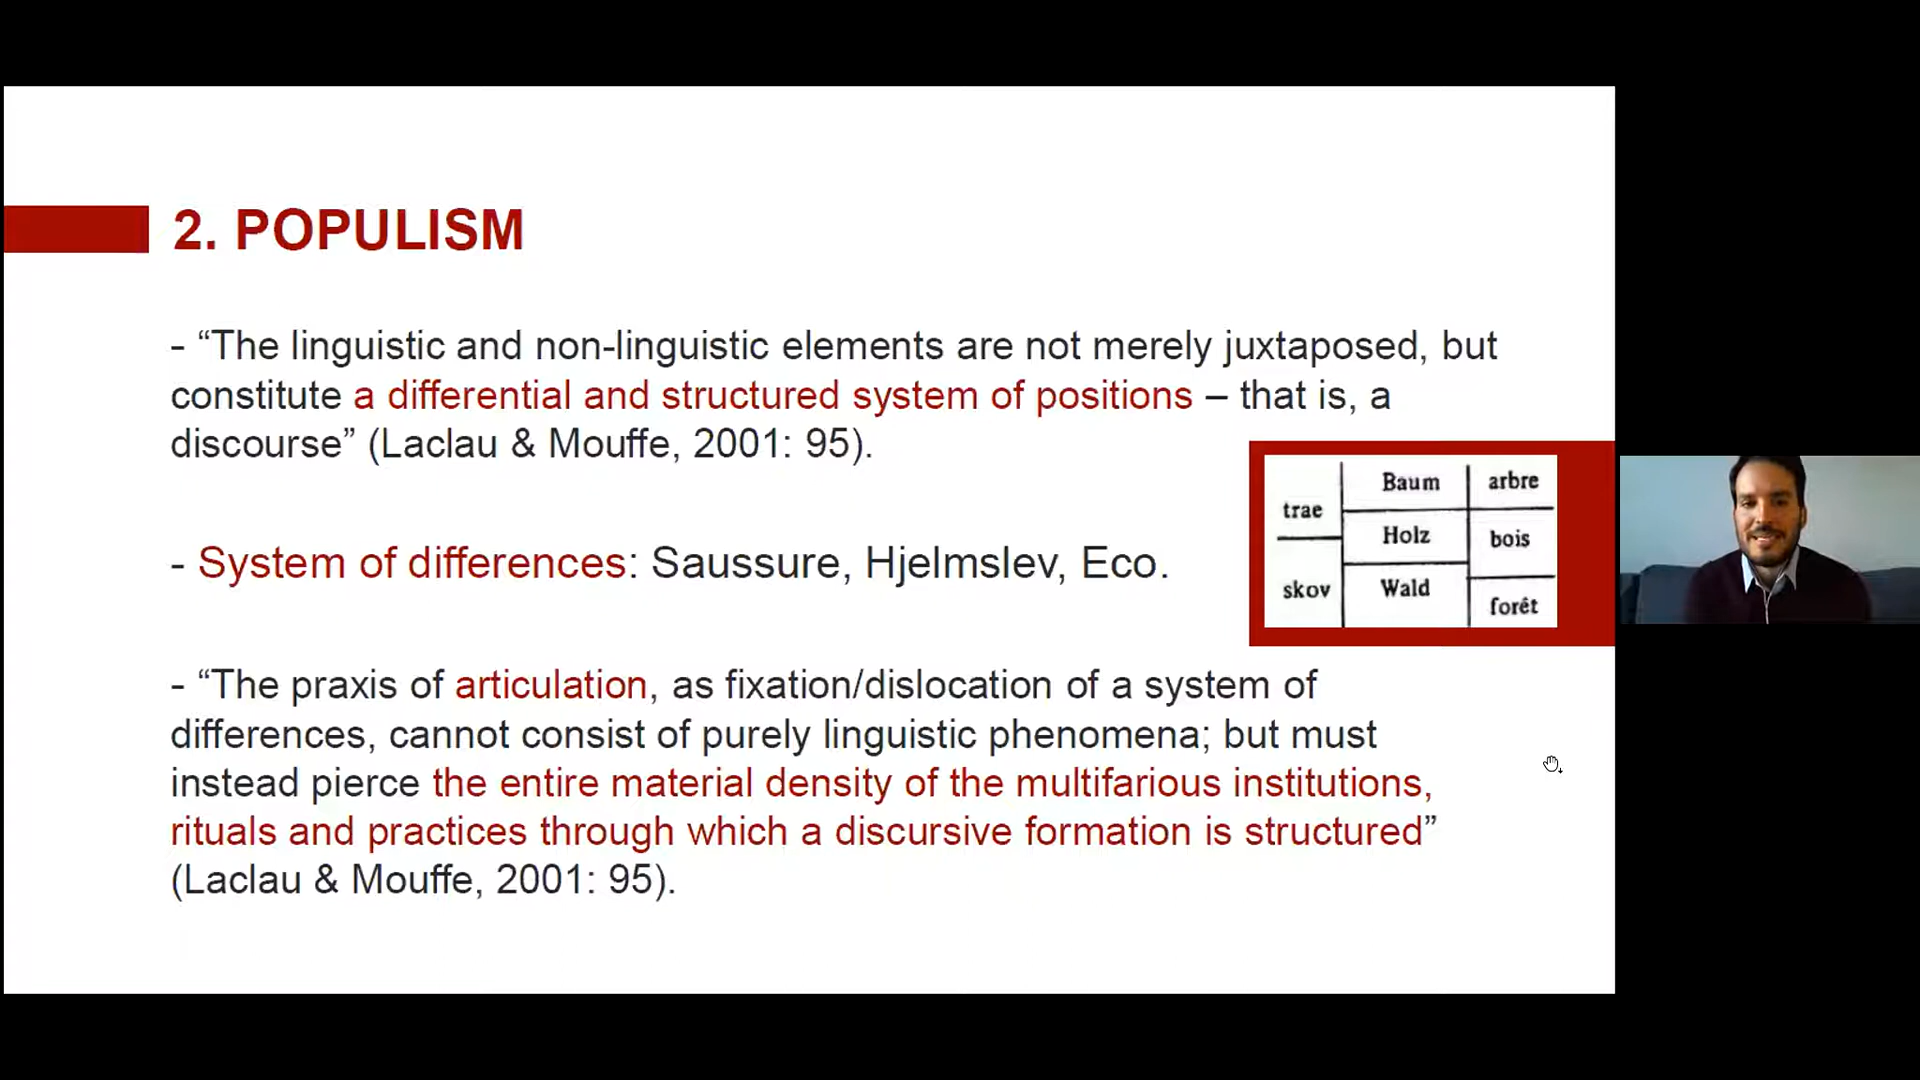 2. POPULISM
- “The linguistic and non-linguistic elements are not merely juxtaposed, but
constitute a differential and structured system of positions – that is, a
discourse” (Laclau & Mouffe, 2001: 95).
- System of differences: Saussure, Hjelmslev, Eco.
trae
skov
Baum
Holz
Wald
arbre
bois
forêt
- “The praxis of articulation, as fixation/dislocation of a system of
differences, cannot consist of purely linguistic phenomena; but must
instead pierce the entire material density of the multifarious institutions,
rituals and practices through which a discursive formation is structured”
(Laclau & Mouffe, 2001: 95).